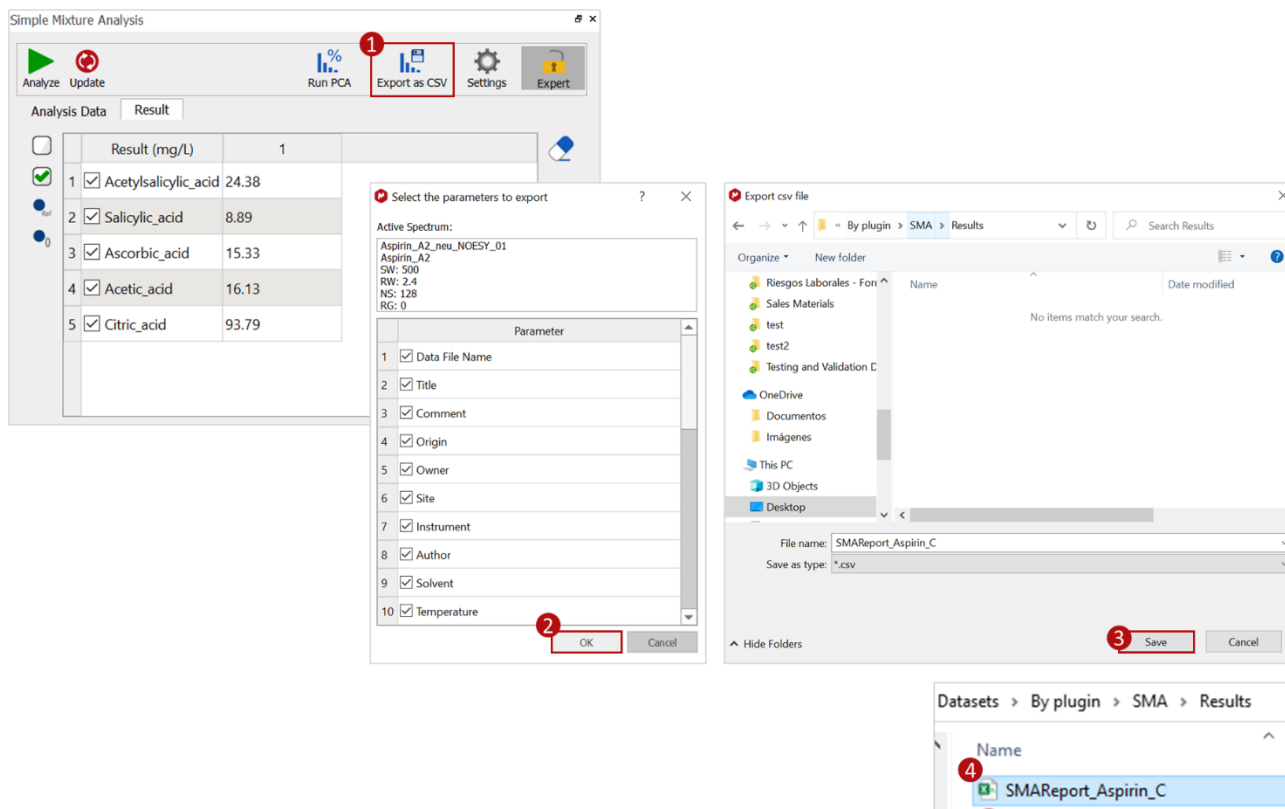 Simple Mixture Analysis
1
Analyze Update Run PCA Export as CSV Settings Expert
Analysis Data Result
Result (mg/L) 1
1 Acetylsalicylic_acid 24.38
2 Salicylic_acid 8.89
3 Ascorbic_acid 15.33
4 Acetic_acid 16.13
5 Citric_acid 93.79
Ref
0
Select the parameters to export ?
Active Spectrum:
Aspirin_A2_neu_NOESY_01
Aspirin_A2
SW: 500
RW: 2.4
NS: 128
RG: 0
Parameter
1 Data File Name
2 Title
3 Comment
4 Origin
5 Owner
6 Site
7 Instrument
8 Author
9 Solvent
10 Temperature
2
OK Cancel
Export csv file
« By plugin > SMA > Results Search Results
Organize New folder
Riesgos Laborales - Forr
Sales Materials
test
test2
Testing and Validation D
OneDrive
Documentos
Imágenes
This PC
3D Objects
Desktop
Name Date modified
No items match your search.
File name: SMAReport_Aspirin_C
Save as type: *.csv
Hide Folders
3
Save Cancel
Datasets > By plugin > SMA > Results
Name
4
SMAReport_Aspirin_C